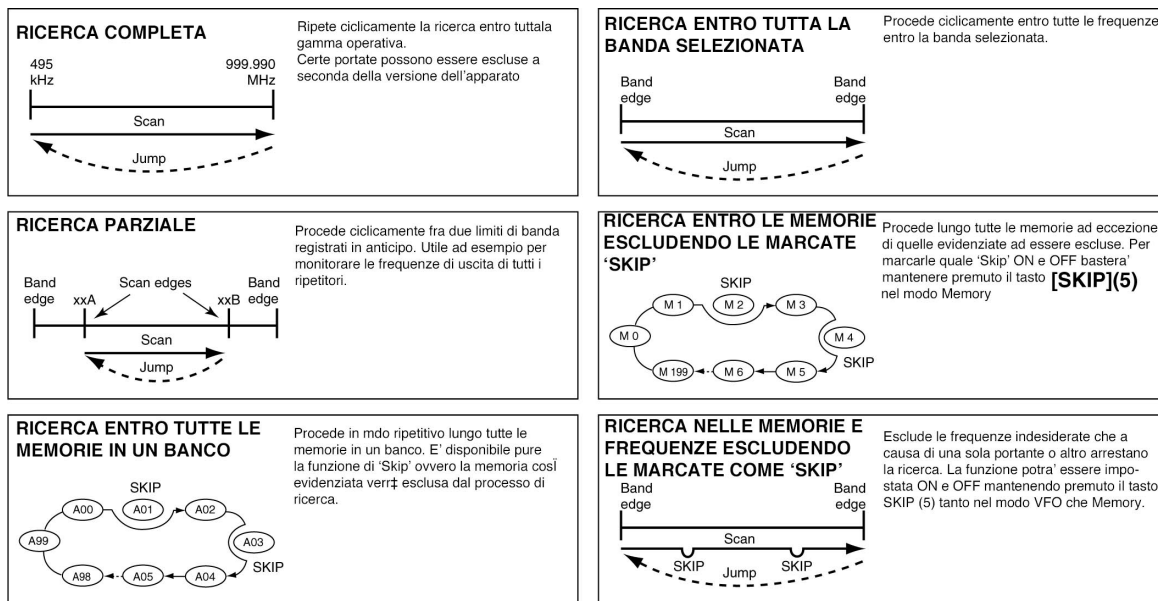 RICERCA COMPLETA
Ripete ciclicamente la ricerca entro tuttala
gamma operativa.
Certe portate possono essere escluse a
seconda della versione dell'apparato
495
kHz
999.990
MHz
Scan
Jump
RICERCA ENTRO TUTTA LA
BANDA SELEZIONATA
Procede ciclicamente entro tutte le frequenze
entro la banda selezionata.
Band
edge
Band
edge
Scan
Jump
RICERCA PARZIALE
Procede ciclicamente fra due limiti di banda
registrati in anticipo. Utile ad esempio per
monitorare le frequenze di uscita di tutti i
ripetitori.
Band
edge
xxA
Scan edges
xxB
Band
edge
Scan
Jump
RICERCA ENTRO LE MEMORIE
ESCLUDENDO LE MARCATE
'SKIP'
Procede lungo tutte le memorie ad eccezione
di quelle evidenziate ad essere escluse. Per
marcarle quale 'Skip' ON e OFF bastera'
mantenere premuto il tasto [SKIP](5)
nel modo Memory
SKIP
M 1
M 2
M 3
M 0
M 4
SKIP
M 199
M 6
M 5
RICERCA ENTRO TUTTE LE
MEMORIE IN UN BANCO
Procede in mdo ripetitivo lungo tutte le
memorie in un banco. E' disponibile pure
la funzione di 'Skip' ovvero la memoria cosÏ
evidenziata verr‡ esclusa dal processo di
ricerca.
SKIP
A00
A01
A02
A99
A03
SKIP
A98
A05
A04
RICERCA NELLE MEMORIE E
FREQUENZE ESCLUDENDO
LE MARCATE COME 'SKIP'
Esclude le frequenze indesiderate che a
causa di una sola portante o altro arrestano
la ricerca. La funzione potra' essere impo-
stata ON e OFF mantenendo premuto il tasto
SKIP (5) tanto nel modo VFO che Memory.
Band
edge
Band
edge
Scan
SKIP
SKIP
Jump